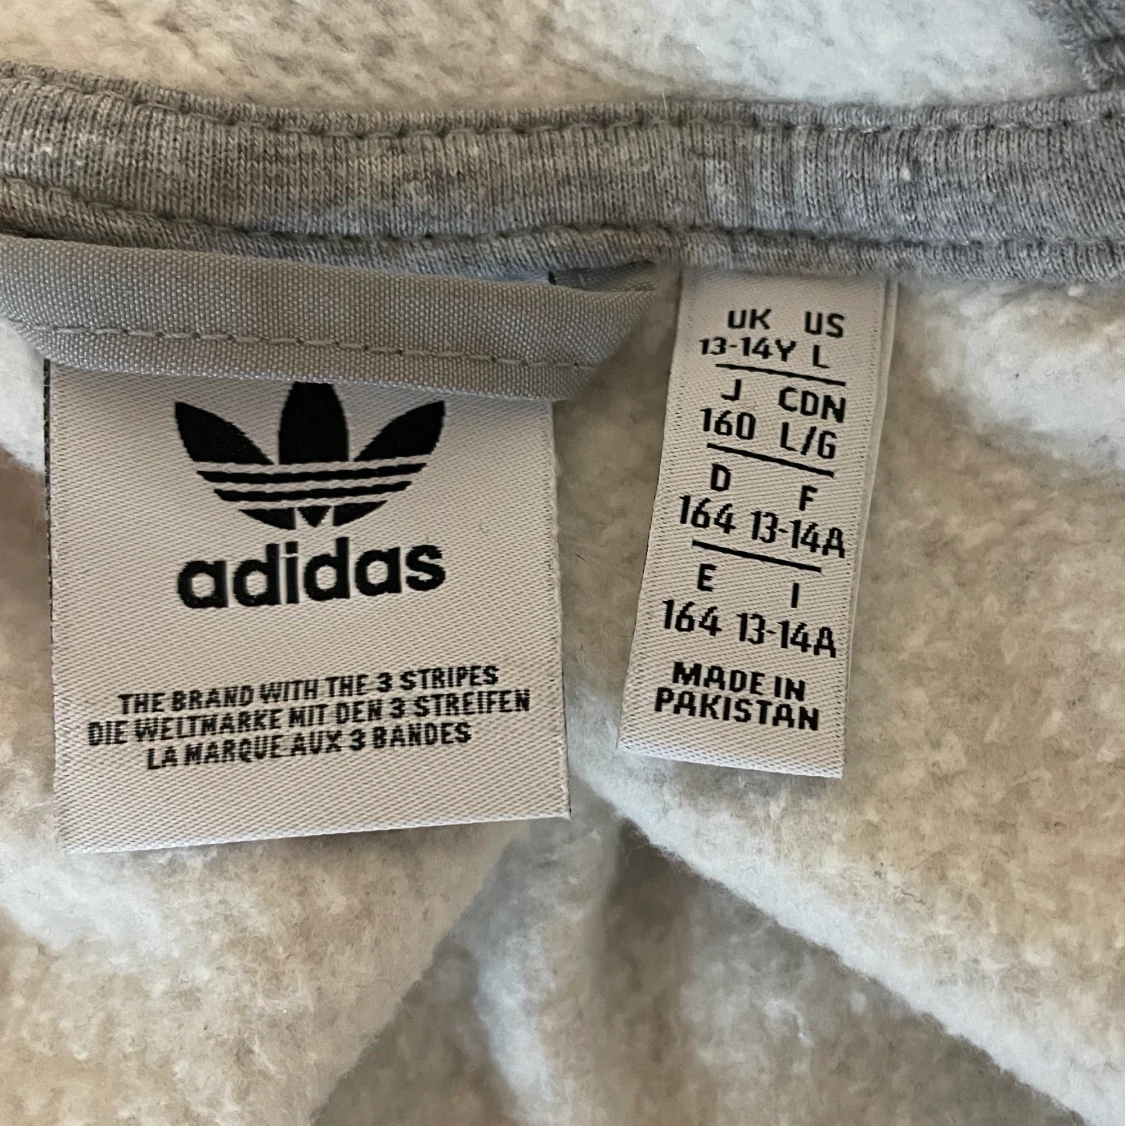 adidas
THE BRAND WITH THE 3 STRIPES
DIE WELTMARKE MIT DEN 3 STREIFEN
LA MARQUE AUX 3 BANDES
UK US
13-14Y L
J CDN
160 L/G
D F
164 13-14A
E I
164 13-14A
MADE IN
PAKISTAN